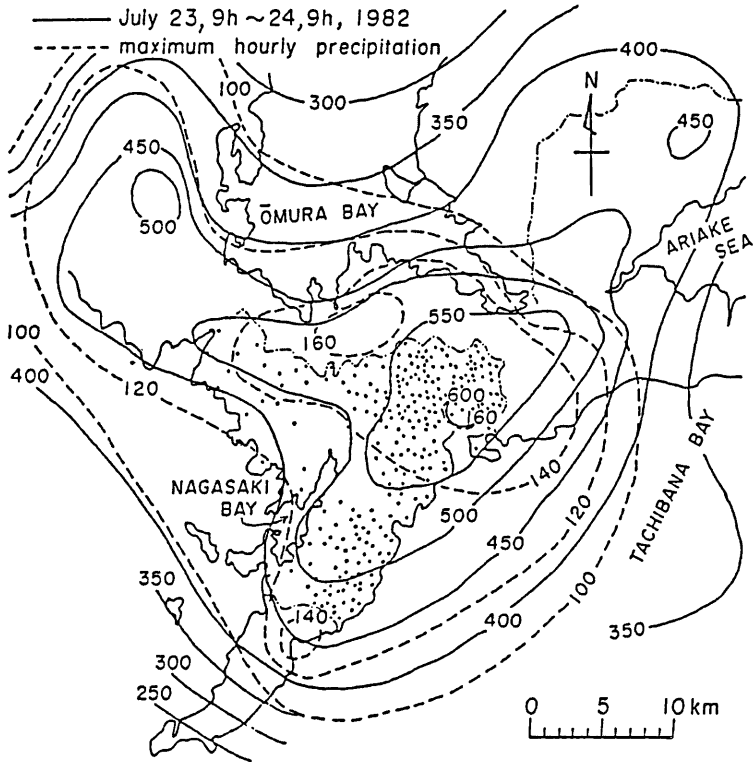 July 23, 9h ~ 24, 9h, 1982
maximum hourly precipitation
100
300
400
350
N
450
450
500
ŌMURA BAY
ARIAKE
SEA
550
160
100
120
400
600
160
NAGASAKI
BAY
140
500
120
450
TACHIBANA BAY
100
350
140
400
350
300
250
0 5 10 km